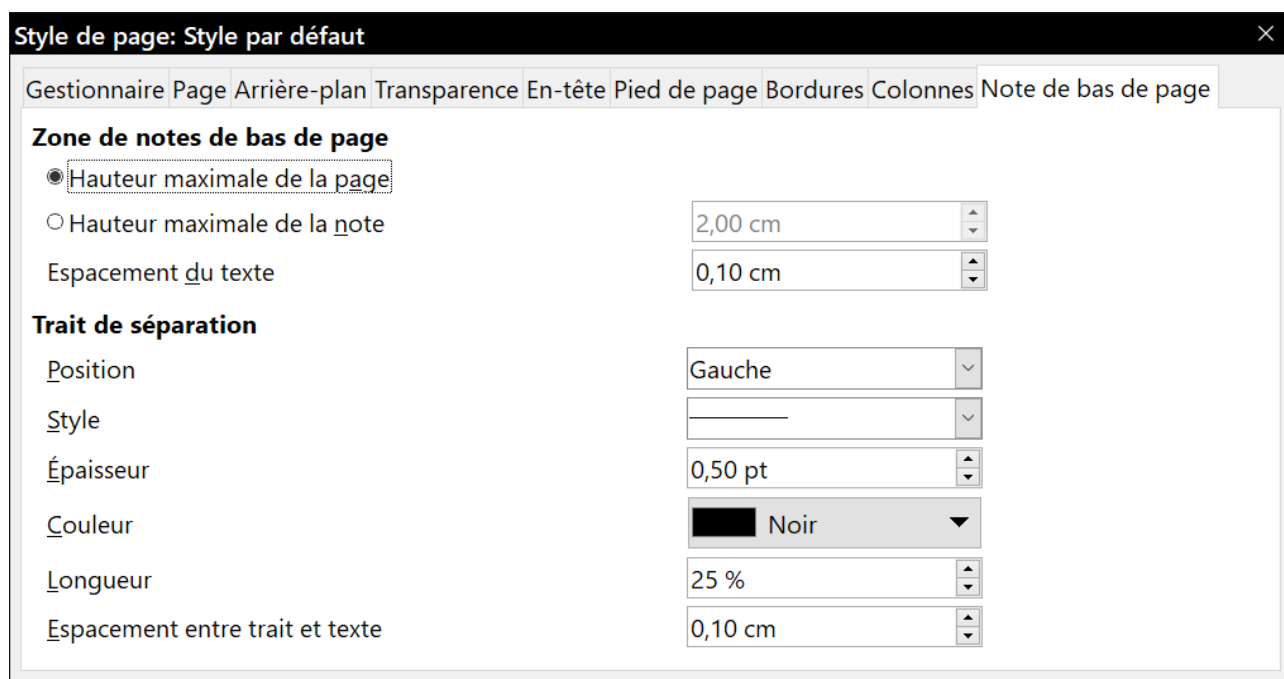 Style de page: Style par défaut
Gestionnaire Page Arrière-plan Transparence En-tête Pied de page Bordures Colonnes Note de bas de page
Zone de notes de bas de page
Hauteur maximale de la page
Hauteur maximale de la note 2,00 cm
Espacement du texte 0,10 cm
Trait de séparation
Position Gauche
Style
Épaisseur 0,50 pt
Couleur Noir
Longueur 25 %
Espacement entre trait et texte 0,10 cm